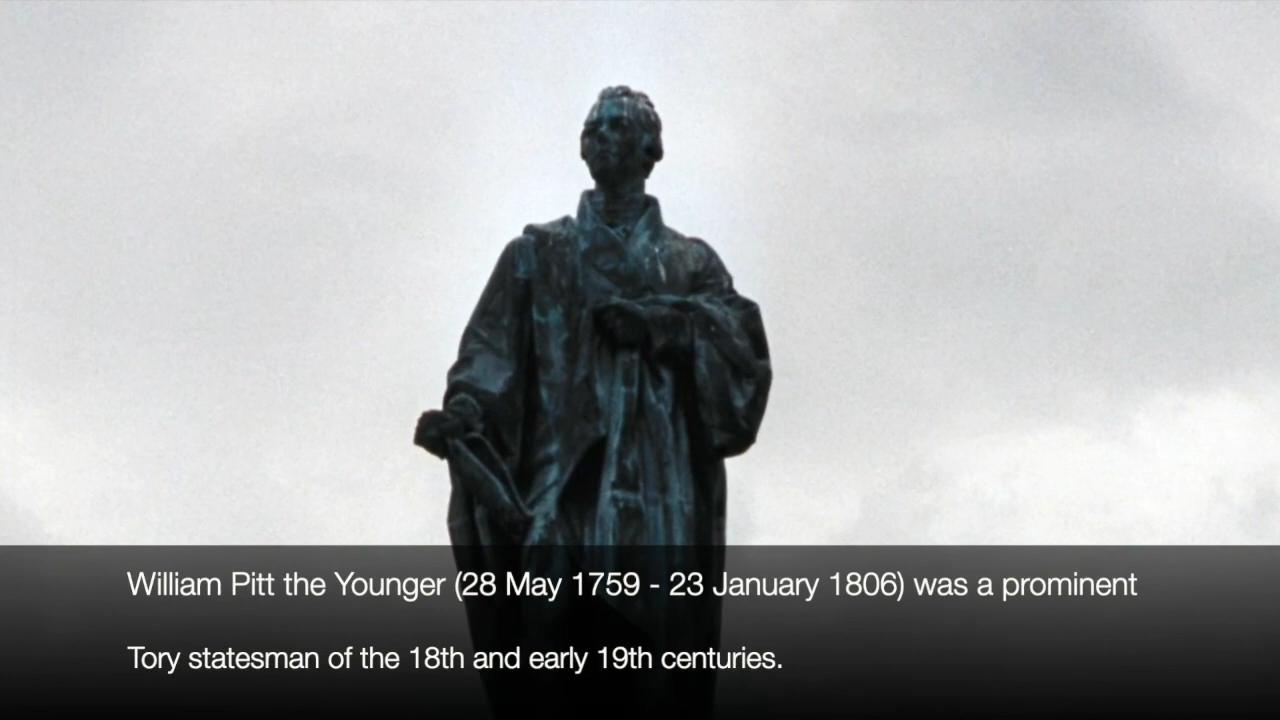 William Pitt the Younger (28 May 1759 - 23 January 1806) was a prominent
Tory statesman of the 18th and early 19th centuries.